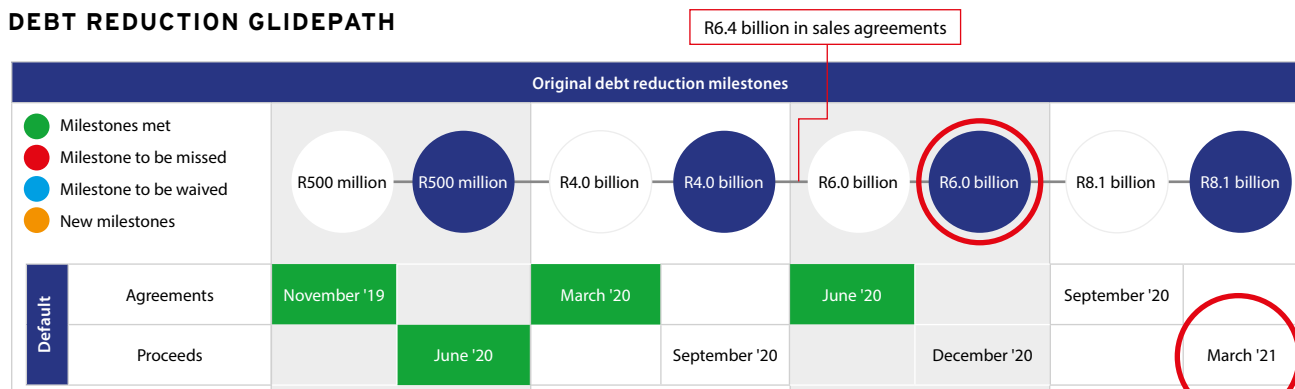 DEBT REDUCTION GLIDEPATH
R6.4 billion in sales agreements
Original debt reduction milestones
Milestones met
Milestone to be missed
Milestone to be waived
New milestones
R500 million R500 million R4.0 billion R4.0 billion R6.0 billion R6.0 billion R8.1 billion R8.1 billion
Default
Agreements November '19 March '20 June '20 September '20
Proceeds June '20 September '20 December '20 March '21